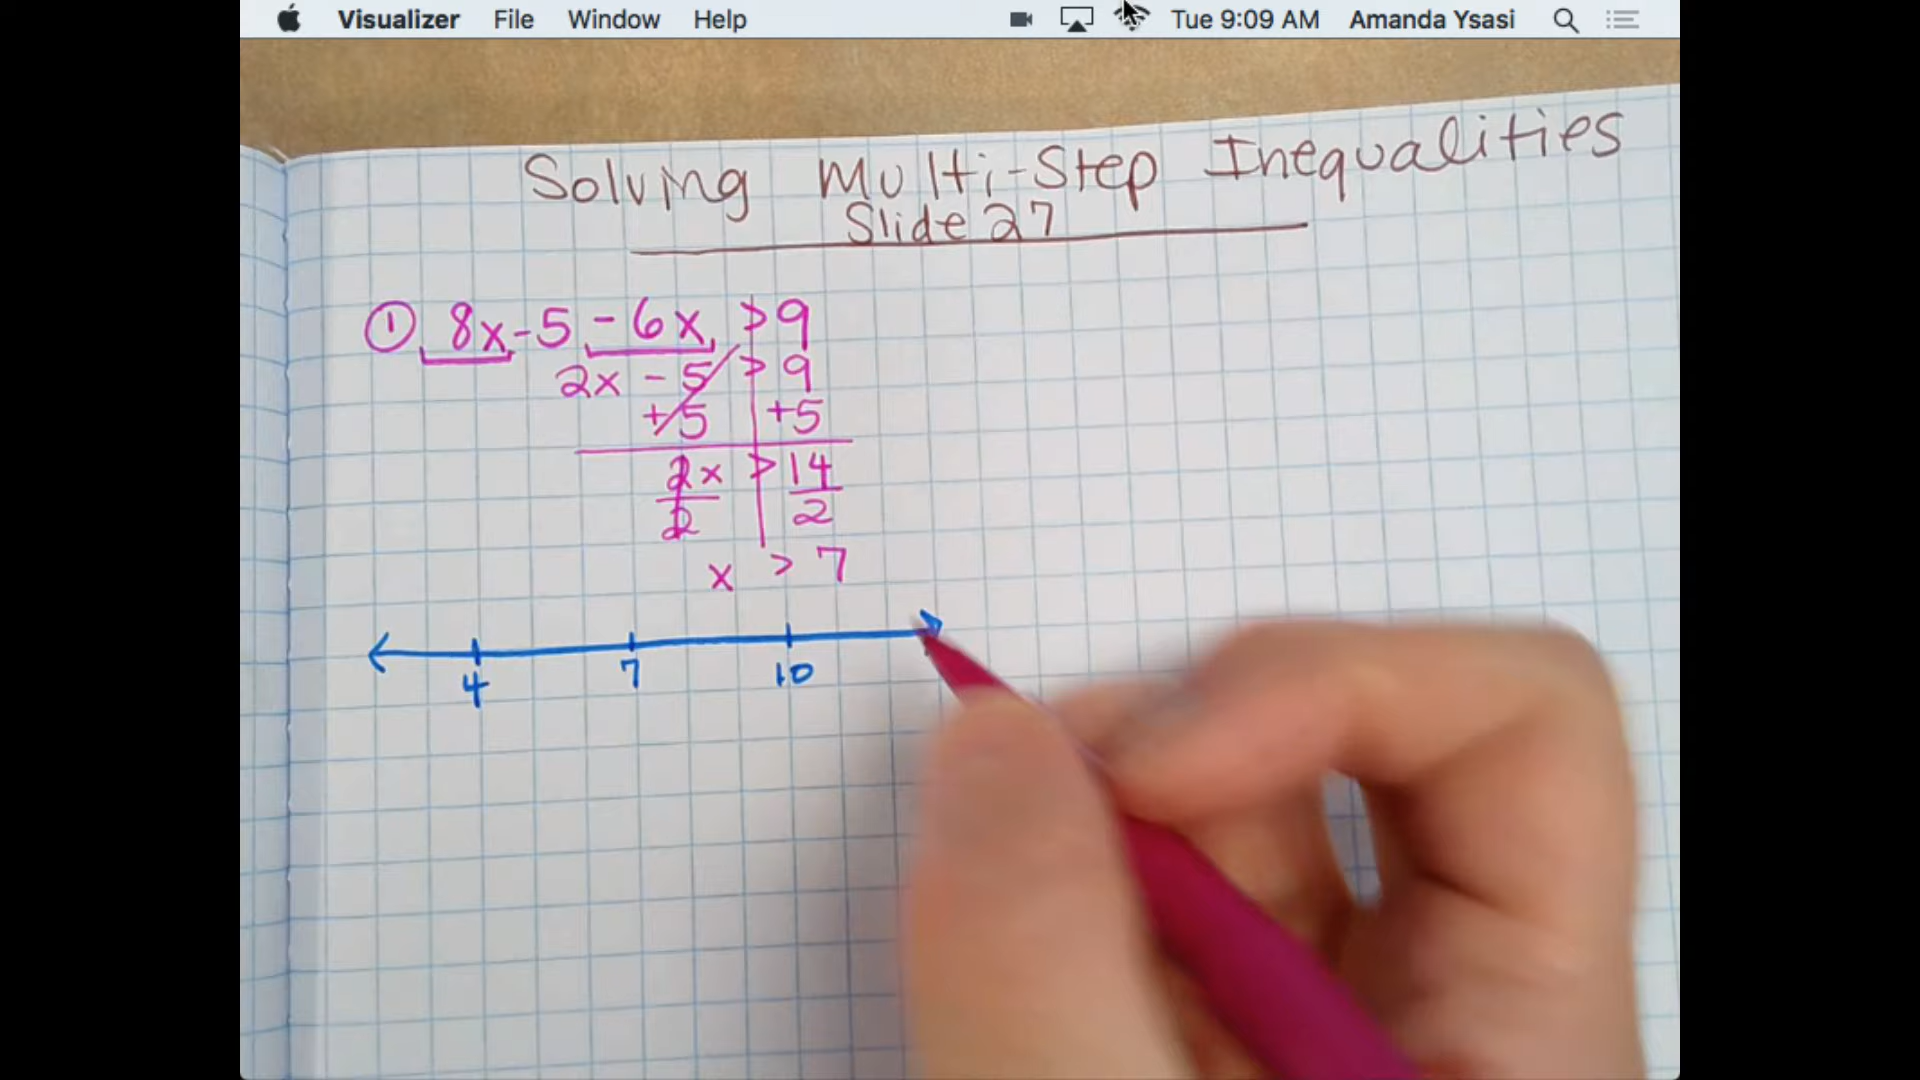 Visualizer File Window Help Tue 9:09 AM Amanda Ysasi
Solving Multi-Step Inequalities
Slide 27
① 8x - 5 - 6x > 9
2x - 5 > 9
+5 +5
2x > 14
2 2
x > 7
4 7 10